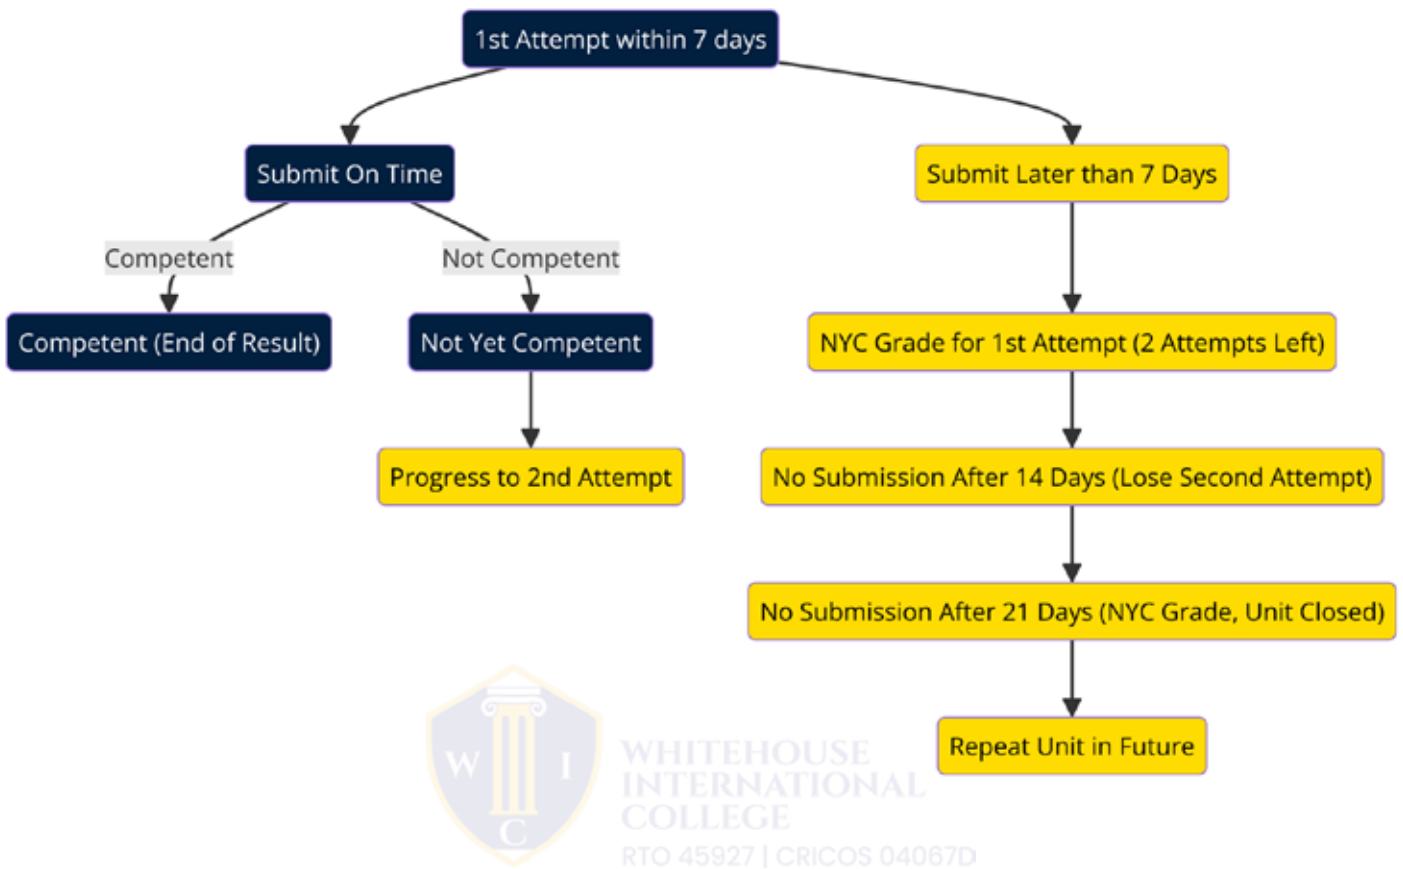 1st Attempt within 7 days
Submit On Time
Submit Later than 7 Days
Competent
Not Competent
Competent (End of Result)
Not Yet Competent
NYC Grade for 1st Attempt (2 Attempts Left)
Progress to 2nd Attempt
No Submission After 14 Days (Lose Second Attempt)
No Submission After 21 Days (NYC Grade, Unit Closed)
Repeat Unit in Future
W I
C
WHITEHOUSE
INTERNATIONAL
COLLEGE
RTO 45927 | CRICOS 04067D